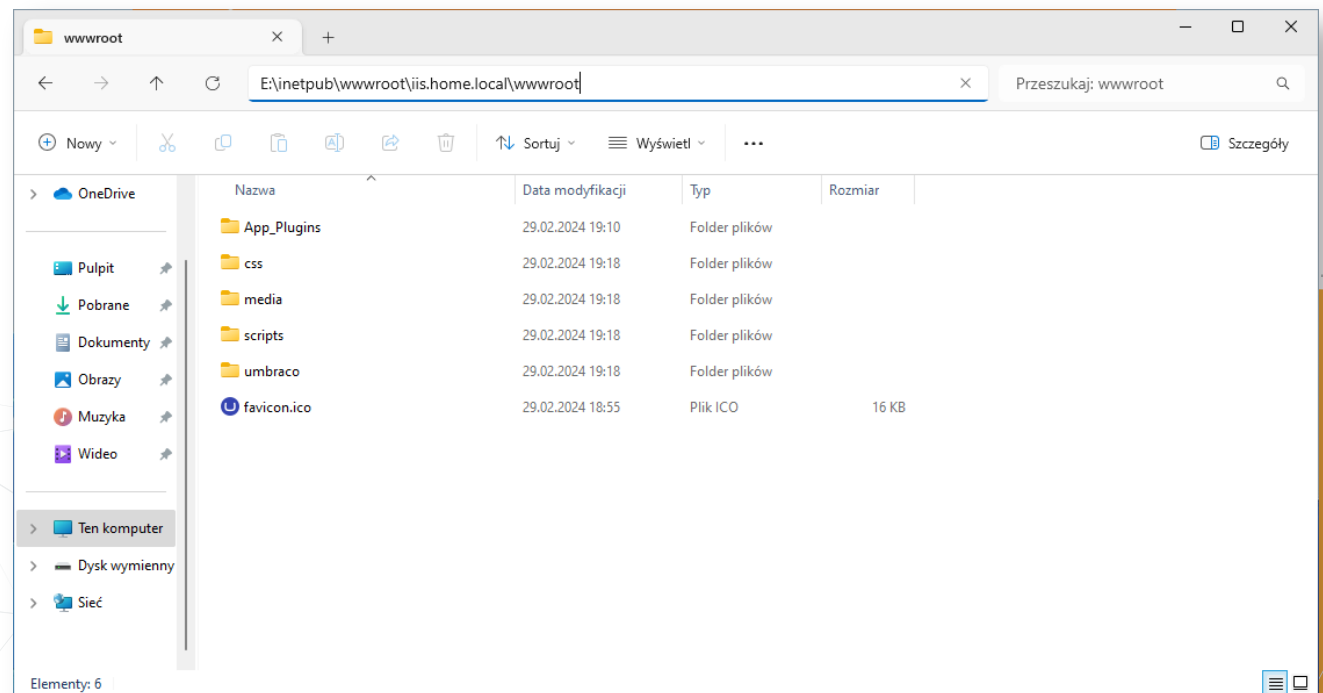 wwwroot
E:\inetpub\wwwroot\iis.home.local\wwwroot
Przeszukaj: wwwroot
Nowy
Sortuj
Wyświetl
Szczegóły
OneDrive
Pulpit
Pobrane
Dokumenty
Obrazy
Muzyka
Wideo
Ten komputer
Dysk wymienny
Sieć
Nazwa Data modyfikacji Typ Rozmiar
App_Plugins 29.02.2024 19:10 Folder plików
css 29.02.2024 19:18 Folder plików
media 29.02.2024 19:18 Folder plików
scripts 29.02.2024 19:18 Folder plików
umbraco 29.02.2024 19:18 Folder plików
favicon.ico 29.02.2024 18:55 Plik ICO 16 KB
Elementy: 6